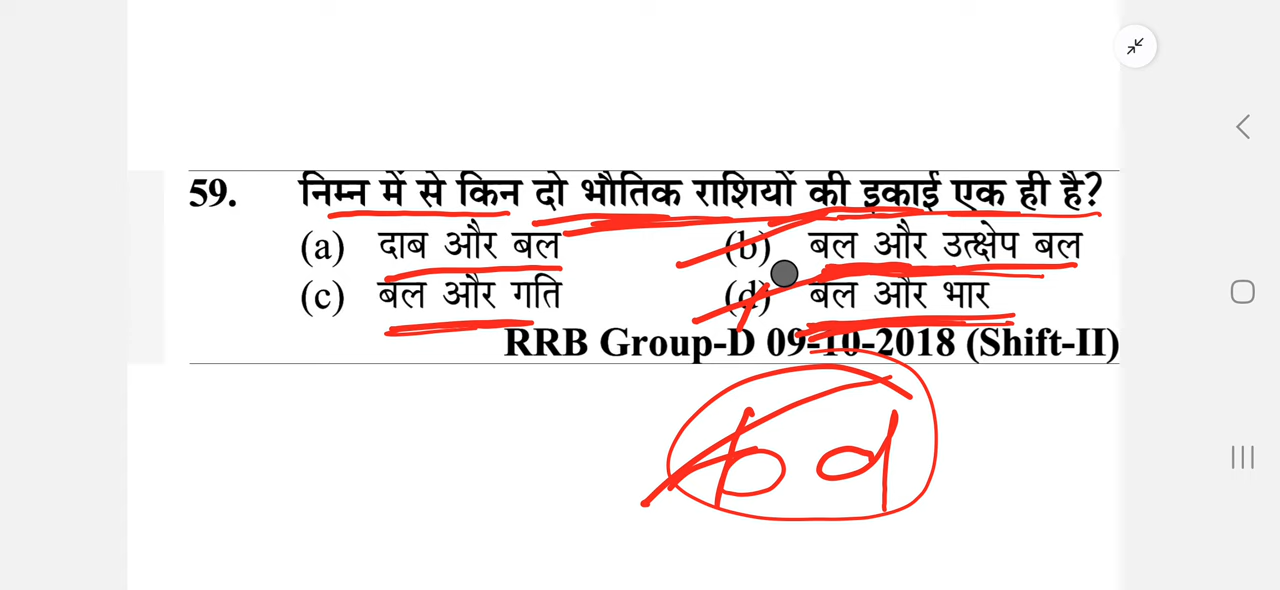 59. निम्न में से किन दो भौतिक राशियों की इकाई एक ही है?
(a) दाब और बल (b) बल और उत्क्षेप बल
(c) बल और गति (d) बल और भार
RRB Group-D 09-10-2018 (Shift-II)
b d